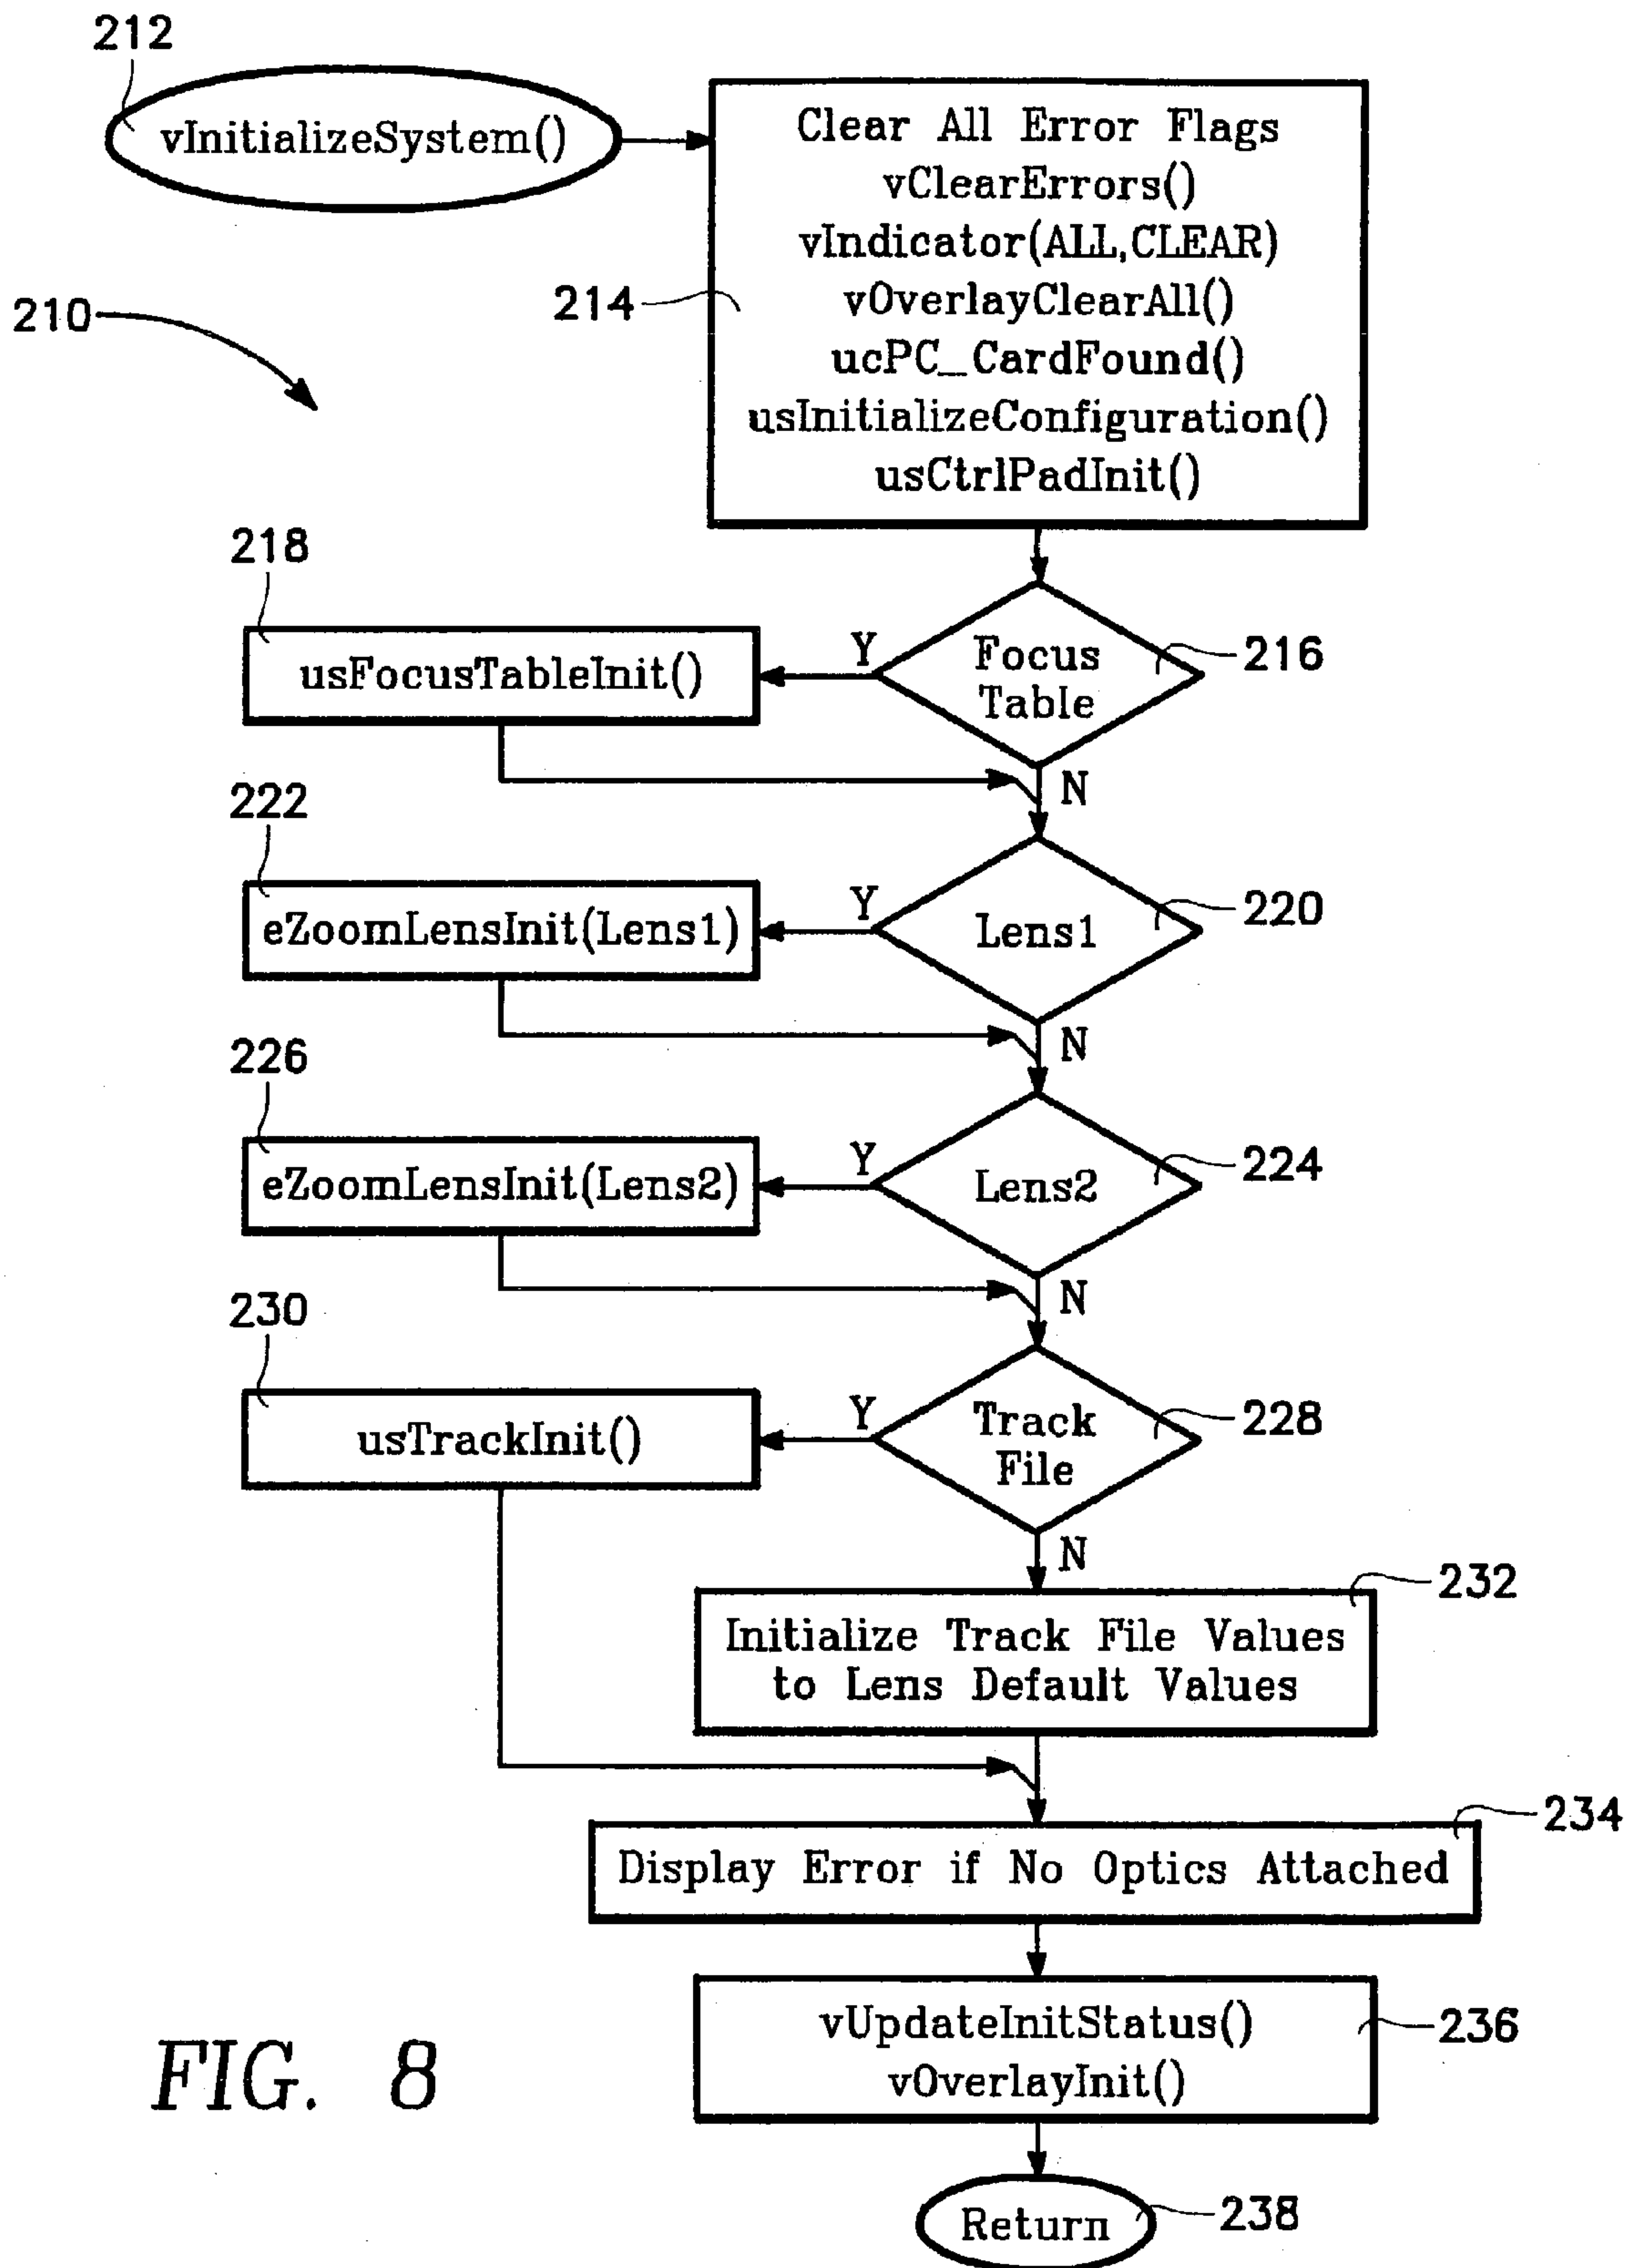 212
vInitializeSystem()
Clear All Error Flags
vClearErrors()
vIndicator(ALL,CLEAR)
vOverlayClearAll()
ucPC_CardFound()
usInitializeConfiguration()
usCtrlPadInit()
214
210
218
usFocusTableInit()
Y
Focus
Table
216
N
222
eZoomLensInit(Lens1)
Y
Lens1
220
N
226
eZoomLensInit(Lens2)
Y
Lens2
224
N
230
usTrackInit()
Y
Track
File
228
N
232
Initialize Track File Values
to Lens Default Values
234
Display Error if No Optics Attached
vUpdateInitStatus()
vOverlayInit()
236
Return
238
FIG. 8